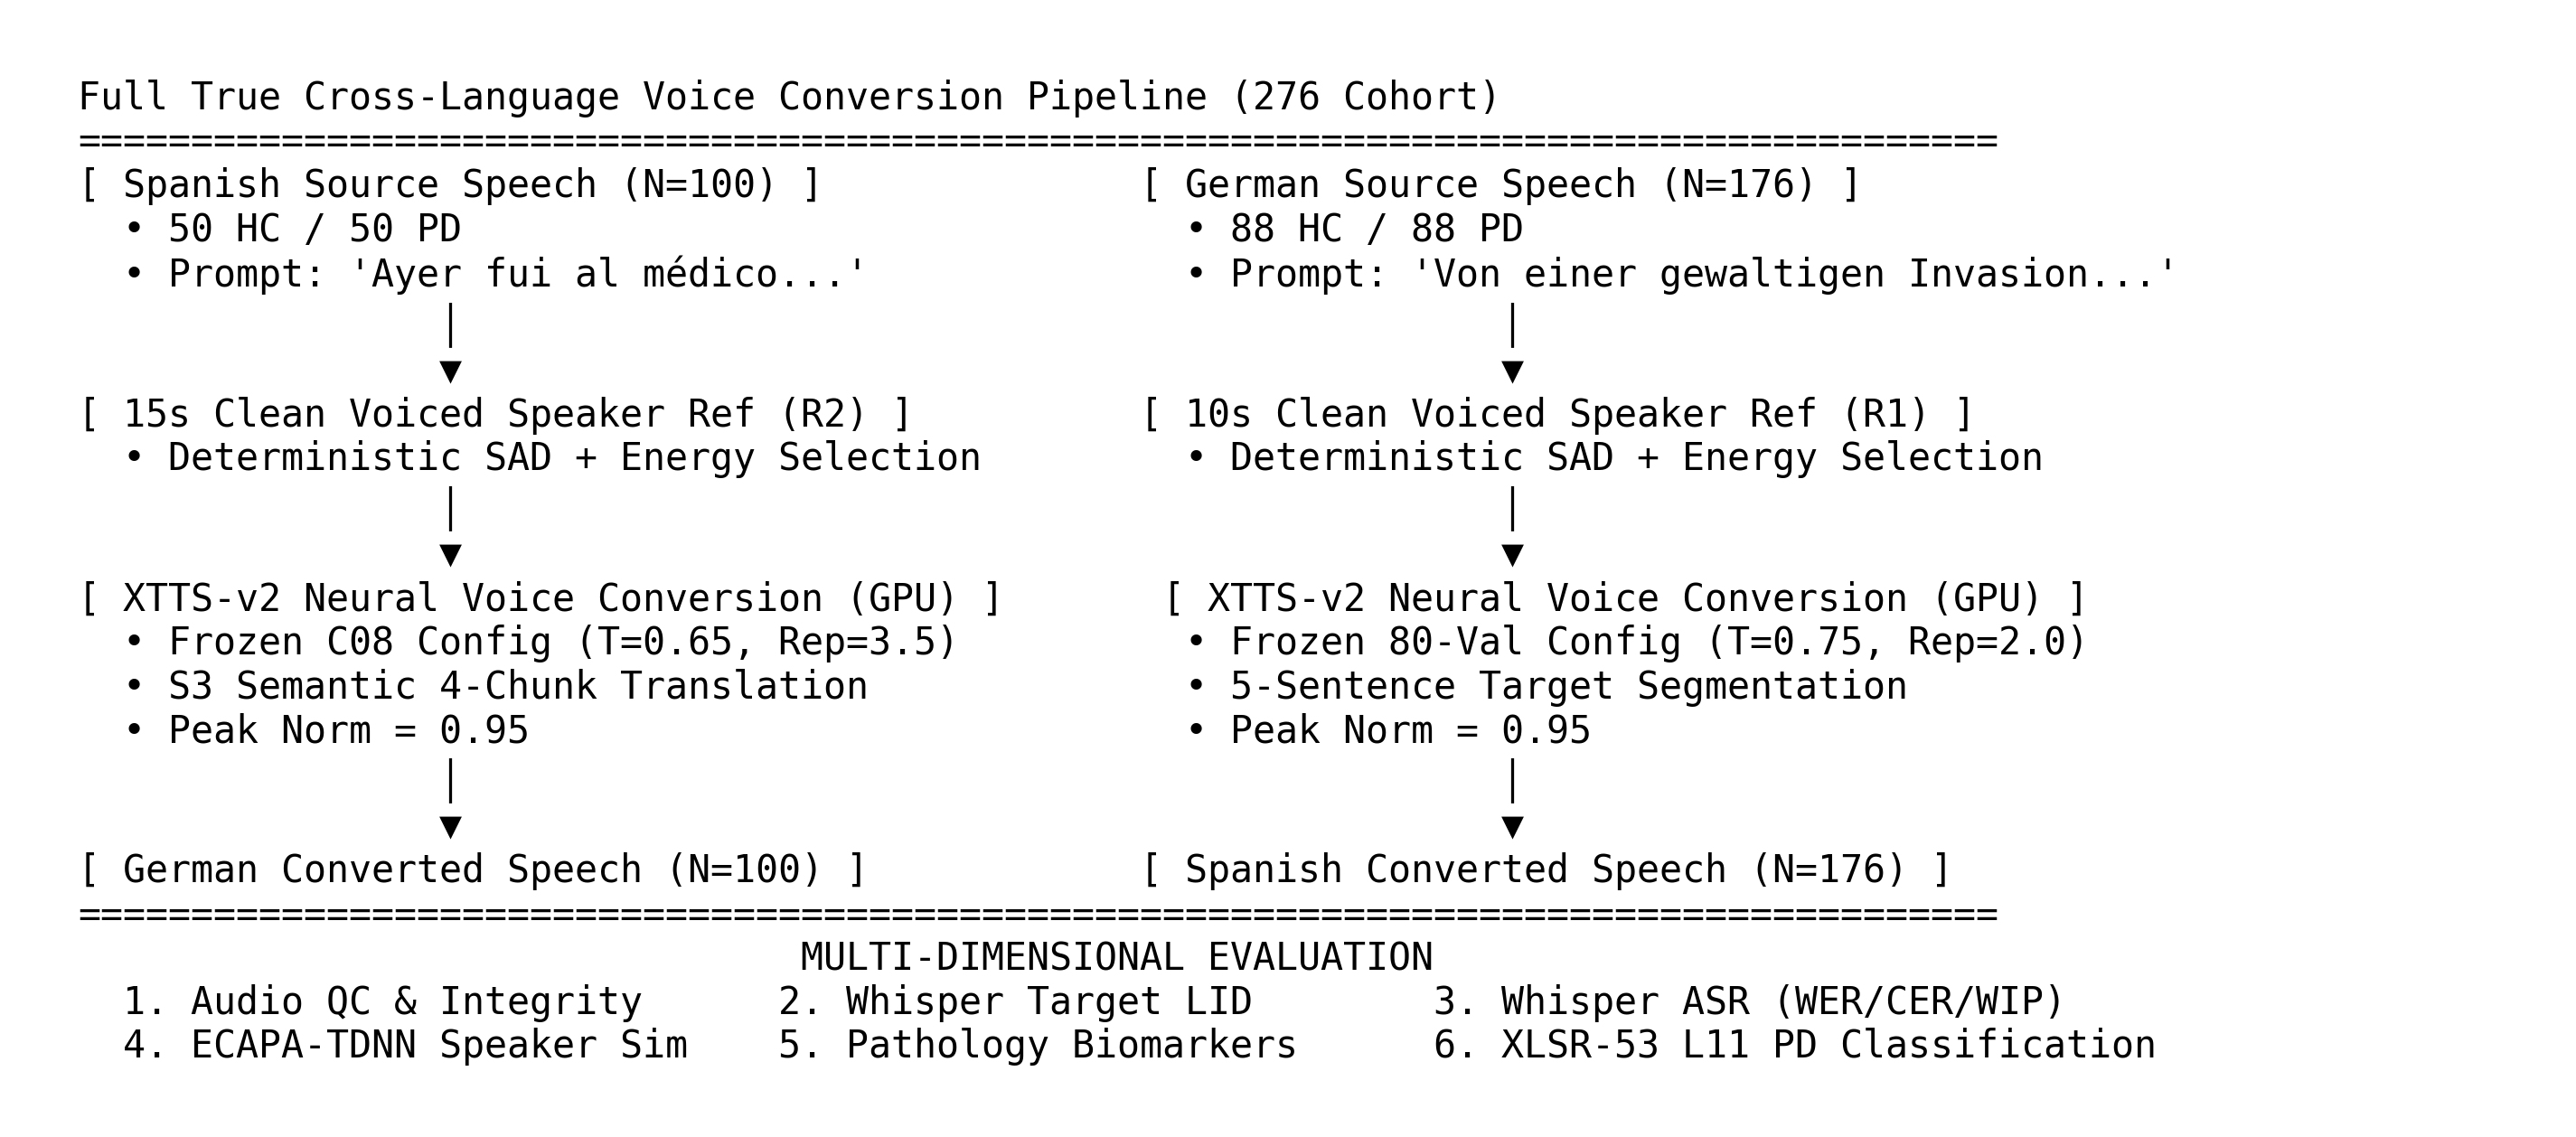 Full True Cross-Language Voice Conversion Pipeline (276 Cohort)
=====================================================================================
[ Spanish Source Speech (N=100) ]              [ German Source Speech (N=176) ]
  • 50 HC / 50 PD                                • 88 HC / 88 PD
  • Prompt: 'Ayer fui al médico...'              • Prompt: 'Von einer gewaltigen Invasion...'
                │                                              │
                ▼                                              ▼
[ 15s Clean Voiced Speaker Ref (R2) ]          [ 10s Clean Voiced Speaker Ref (R1) ]
  • Deterministic SAD + Energy Selection         • Deterministic SAD + Energy Selection
                │                                              │
                ▼                                              ▼
[ XTTS-v2 Neural Voice Conversion (GPU) ]       [ XTTS-v2 Neural Voice Conversion (GPU) ]
  • Frozen C08 Config (T=0.65, Rep=3.5)          • Frozen 80-Val Config (T=0.75, Rep=2.0)
  • S3 Semantic 4-Chunk Translation              • 5-Sentence Target Segmentation
  • Peak Norm = 0.95                             • Peak Norm = 0.95
                │                                              │
                ▼                                              ▼
[ German Converted Speech (N=100) ]            [ Spanish Converted Speech (N=176) ]
=====================================================================================
                                MULTI-DIMENSIONAL EVALUATION
  1. Audio QC & Integrity      2. Whisper Target LID        3. Whisper ASR (WER/CER/WIP)
  4. ECAPA-TDNN Speaker Sim    5. Pathology Biomarkers      6. XLSR-53 L11 PD Classification